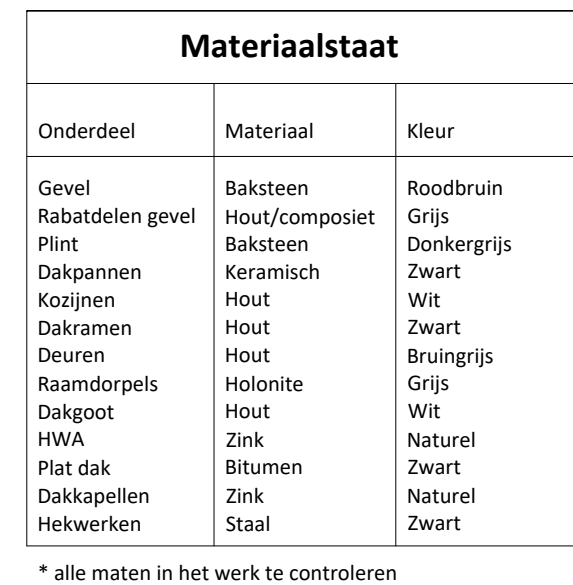 Materiaalstaat
Onderdeel Materiaal Kleur
Gevel Baksteen Roodbruin
Rabatdelen gevel Hout/composiet Grijs
Plint Baksteen Donkergrijs
Dakpannen Keramisch Zwart
Kozijnen Hout Wit
Dakramen Hout Zwart
Deuren Hout Bruingrijs
Raamdorpels Holonite Grijs
Dakgoot Hout Wit
HWA Zink Naturel
Plat dak Bitumen Zwart
Dakkapellen Zink Naturel
Hekwerken Staal Zwart
* alle maten in het werk te controleren